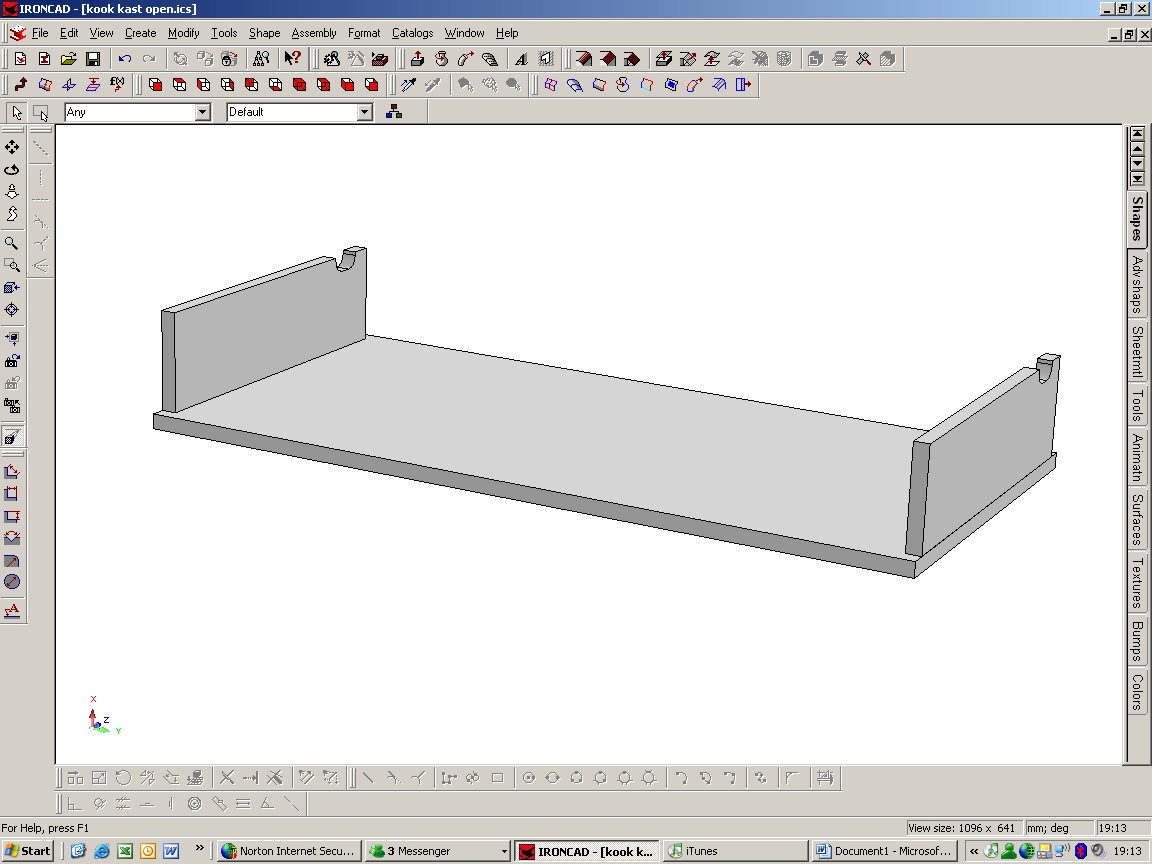 IRONCAD - [kook kast open.ics]
File Edit View Create Modify Tools Shape Assembly Format Catalogs Window Help
Any Default
Shapes
Adv shaps
Sheetmtl
Tools
Animatn
Surfaces
Textures
Bumps
Colors
X
Z
Y
For Help, press F1 View size: 1096 x 641 mm; deg 19:13
Start » Norton Internet Secu... 3 Messenger IRONCAD - [kook k... iTunes Document1 - Microsof... « 19:13